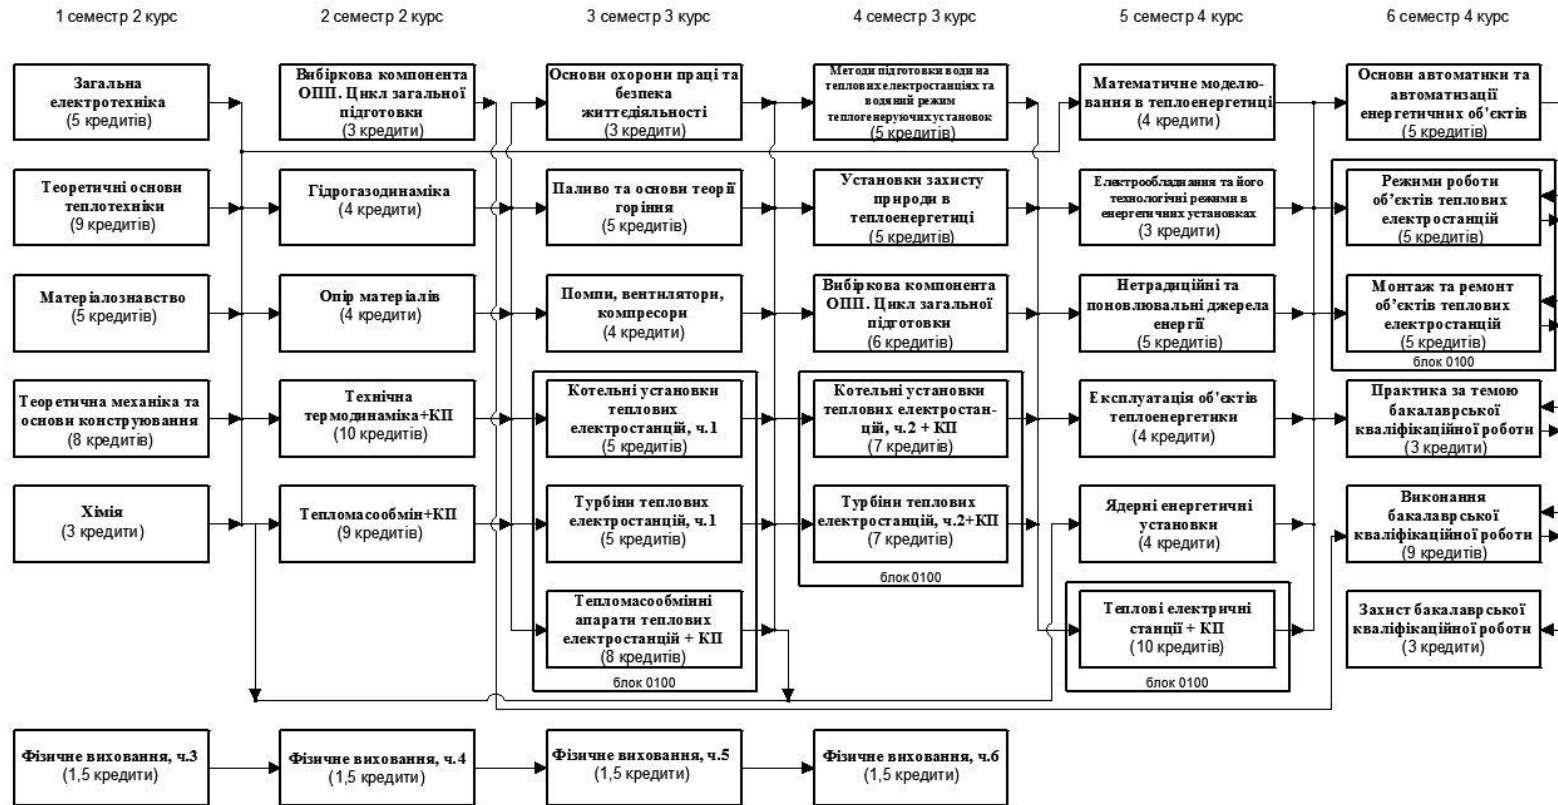 1 семестр 2 курс
2 семестр 2 курс
3 семестр 3 курс
4 семестр 3 курс
5 семестр 4 курс
6 семестр 4 курс
Загальна
електротехніка
(5 кредитів)
Вибіркова компонента
ОПП. Цикл загальної
підготовки
(3 кредити)
Основи охорони праці та
безпека
життєдіяльності
(3 кредити)
Методи підготовки води на
теплових електростанціях та
водяний режим
теплогенеруючих установок
(5 кредитів)
Математичне моделю-
вання в теплоенергетиці
(4 кредити)
Основи автоматики та
автоматизації
енергетичних об'єктів
(5 кредитів)
Теоретичні основи
теплотехніки
(9 кредитів)
Гідрогазодинаміка
(4 кредити)
Паливо та основи теорії
горіння
(5 кредитів)
Установки захисту
природи в
теплоенергетиці
(5 кредитів)
Електрообладнання та його
технологічні режими в
енергетичних установках
(3 кредити)
Режими роботи
об’єктів теплових
електростанцій
(5 кредитів)
Матеріалознавство
(5 кредитів)
Опір матеріалів
(4 кредити)
Помпи, вентилятори,
компресори
(4 кредити)
Вибіркова компонента
ОПП. Цикл загальної
підготовки
(6 кредитів)
Нетрадиційні та
поновлювальні джерела
енергії
(5 кредитів)
Монтаж та ремонт
об’єктів теплових
електростанцій
(5 кредитів)
блок 0100
Теоретична механіка та
основи конструювання
(8 кредитів)
Технічна
термодинаміка+КП
(10 кредитів)
Котельні установки
теплових
електростанцій, ч.1
(5 кредитів)
Котельні установки
теплових електростан-
цій, ч.2 + КП
(7 кредитів)
Експлуатація об'єктів
теплоенергетики
(4 кредити)
Практика за темою
бакалаврської
кваліфікаційної роботи
(3 кредити)
Хімія
(3 кредити)
Тепломасообмін+КП
(9 кредитів)
Турбіни теплових
електростанцій, ч.1
(5 кредитів)
Турбіни теплових
електростанцій, ч.2+КП
(7 кредитів)
блок 0100
Ядерні енергетичні
установки
(4 кредити)
Виконання
бакалаврської
кваліфікаційної роботи
(9 кредитів)
Тепломасообмінні
апарати теплових
електростанцій + КП
(8 кредитів)
блок 0100
Теплові електричні
станції + КП
(10 кредитів)
блок 0100
Захист бакалаврської
кваліфікаційної роботи
(3 кредити)
Фізичне виховання, ч.3
(1,5 кредити)
Фізичне виховання, ч.4
(1,5 кредити)
Фізичне виховання, ч.5
(1,5 кредити)
Фізичне виховання, ч.6
(1,5 кредити)